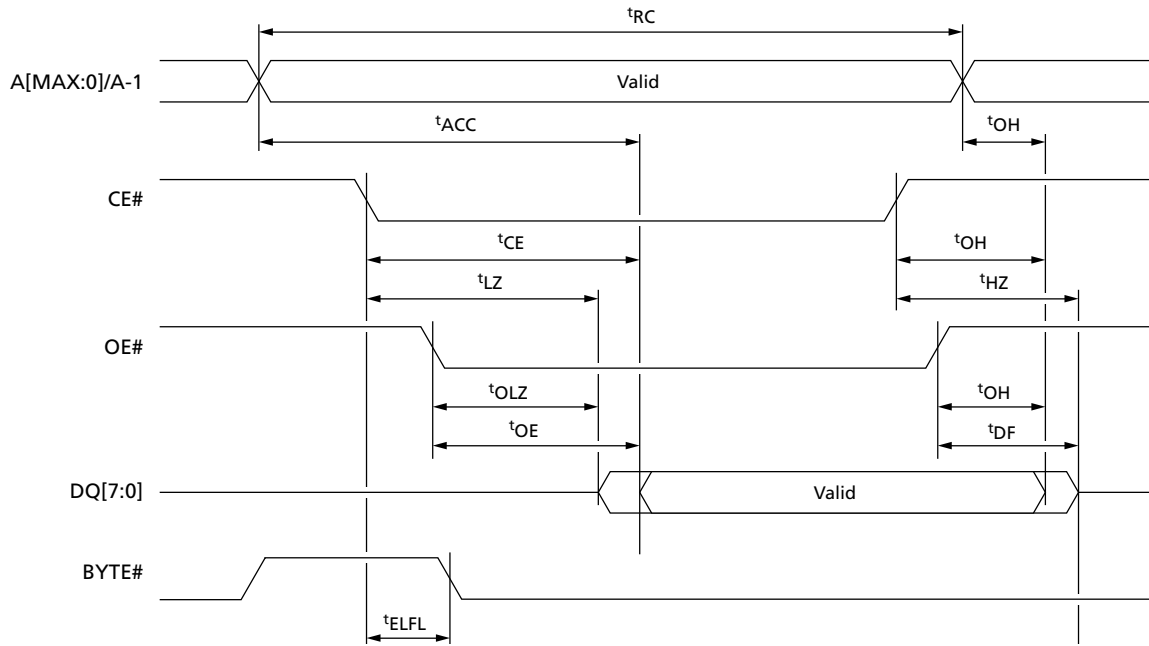 tRC
A[MAX:0]/A-1
Valid
tACC
tOH
CE#
tCE
tOH
tLZ
tHZ
OE#
tOLZ
tOH
tOE
tDF
DQ[7:0]
Valid
BYTE#
tELFL